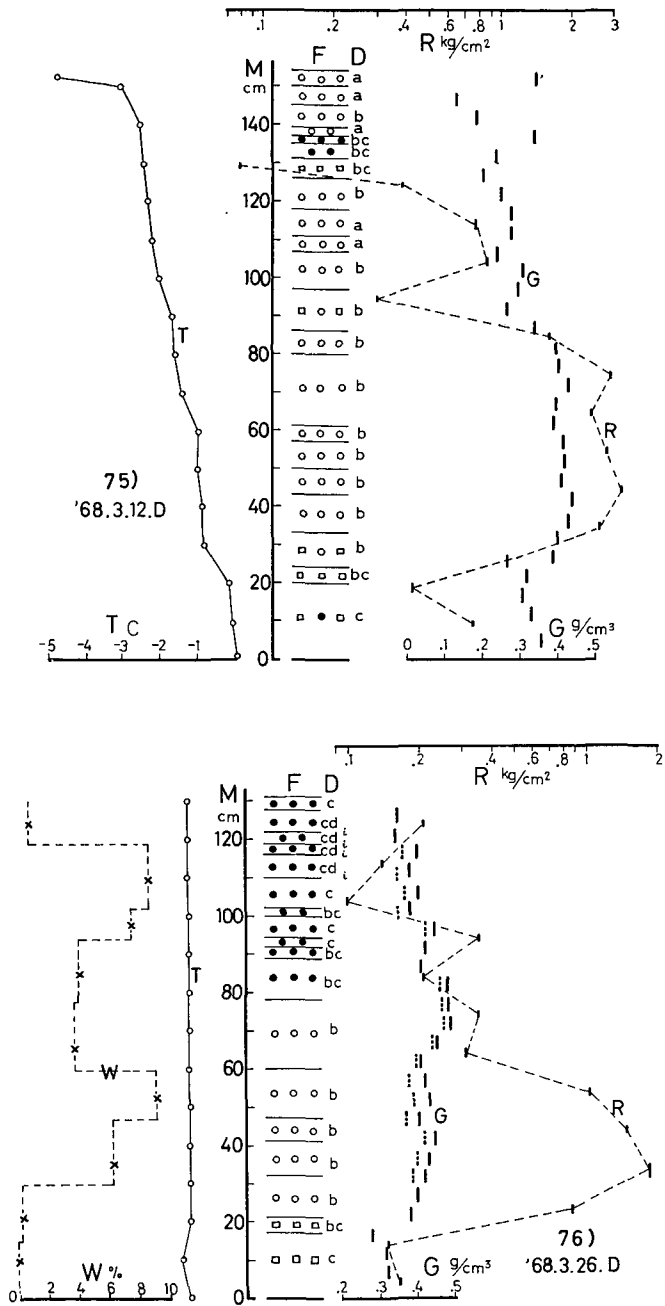 .1 .2 .4 .6 .8 1 2 3
R kg/cm²
M F D
cm
a
a
140 b
a
bc
bc
bc
120 b
a
a
100 b
G
b
80 b
T
b
60 b
R
b
75) b
'68.3.12.D
40 b
b
20 bc
c
-5 -4 -3 -2 -1
T C
0
0 .1 .2 .3 .4 .5
G g/cm³
.1 .2 .4 .6 .8 1 2
R kg/cm²
M F D
cm
c
cd
120 cd i
cd i
cd i
c
100 bc
c
c
bc
T
bc
80
b
60
W
b
R
G
40 b
b
b
20 bc
76)
'68.3.26.D
c
0 2 4 6 8 10
W %
0
.2 .3 .4 .5
G g/cm³